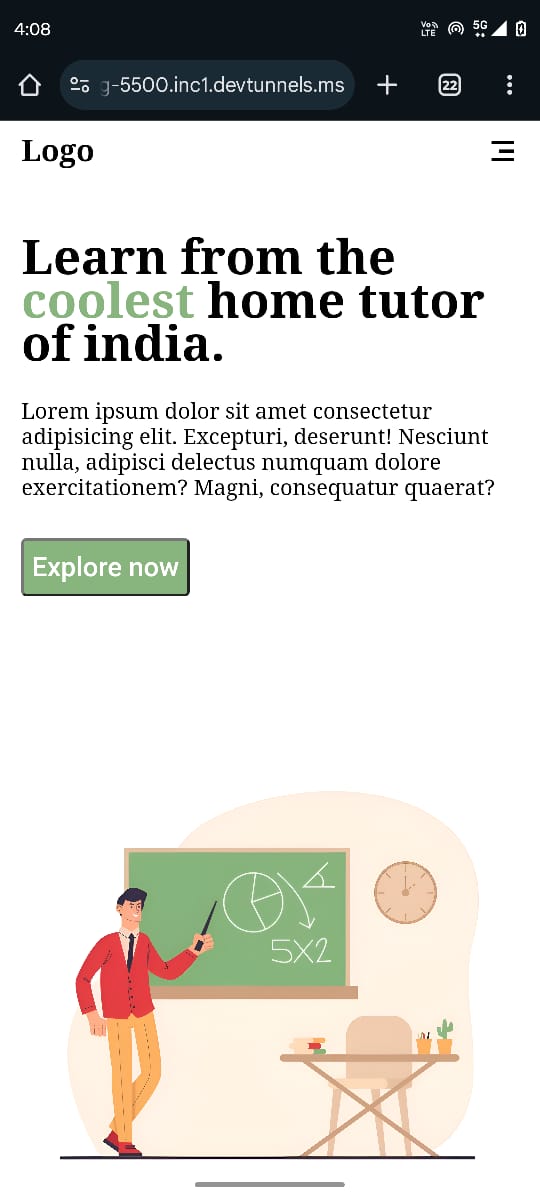 4:08
Vo
LTE
5G
g-5500.inc1.devtunnels.ms
22
Logo
Learn from the
coolest home tutor
of india.
Lorem ipsum dolor sit amet consectetur
adipisicing elit. Excepturi, deserunt! Nesciunt
nulla, adipisci delectus numquam dolore
exercitationem? Magni, consequatur quaerat?
Explore now
5X2